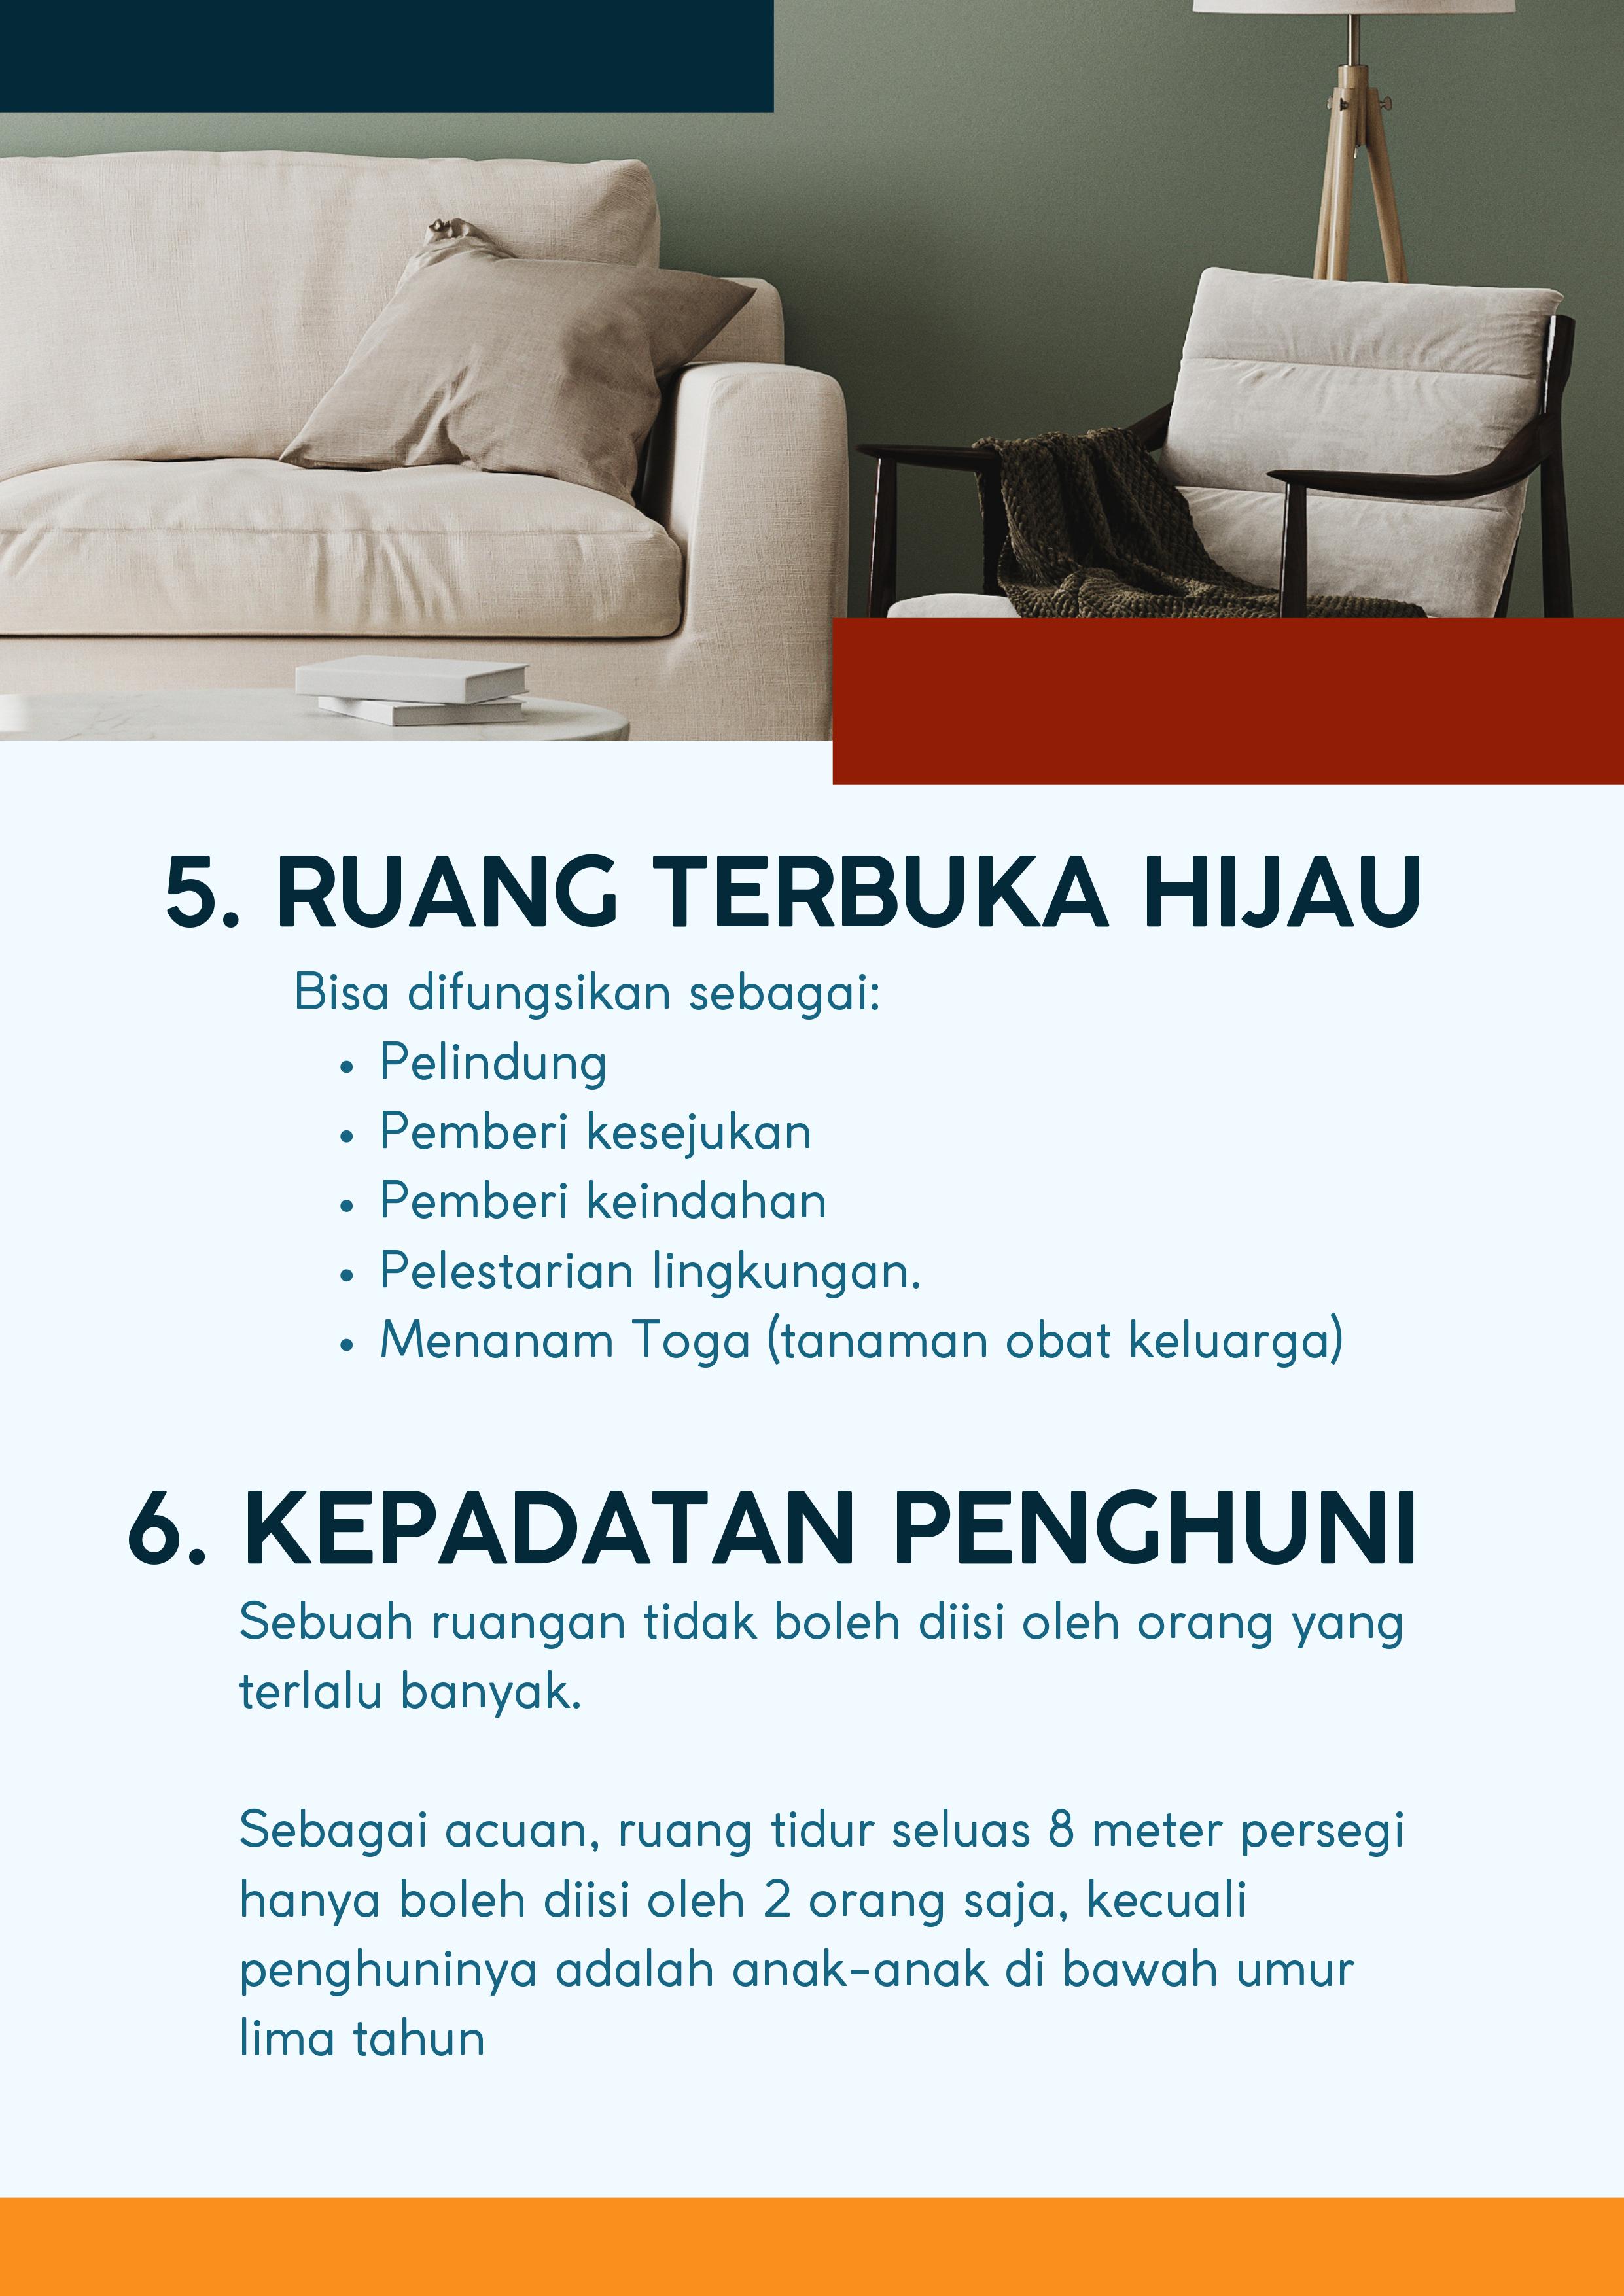 5. RUANG TERBUKA HIJAU
Bisa difungsikan sebagai:
• Pelindung
• Pemberi kesejukan
• Pemberi keindahan
• Pelestarian lingkungan.
• Menanam Toga (tanaman obat keluarga)
6. KEPADATAN PENGHUNI
Sebuah ruangan tidak boleh diisi oleh orang yang
terlalu banyak.
Sebagai acuan, ruang tidur seluas 8 meter persegi
hanya boleh diisi oleh 2 orang saja, kecuali
penghuninya adalah anak-anak di bawah umur
lima tahun